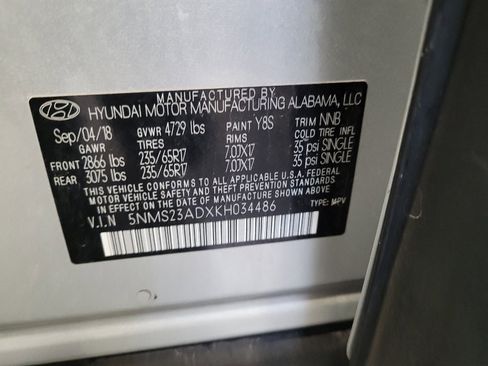 MANUFACTURED BY
HYUNDAI MOTOR MANUFACTURING ALABAMA, LLC
Sep/04/18 GVWR 4729 lbs PAINT Y8S TRIM NNB
GAWR TIRES RIMS COLD TIRE INFL
FRONT 2866 lbs 235/65R17 7.0JX17 35 psi SINGLE
REAR 3075 lbs 235/65R17 7.0JX17 35 psi SINGLE
THIS VEHICLE CONFORMS TO ALL APPLICABLE U.S.A. FEDERAL
MOTOR VEHICLE SAFETY, BUMPER, AND THEFT PREVENTION
STANDARDS IN EFFECT ON THE DATE OF MANUFACTURE SHOWN ABOVE.
V.I.N 5NMS23ADXKH034486 TYPE: MPV